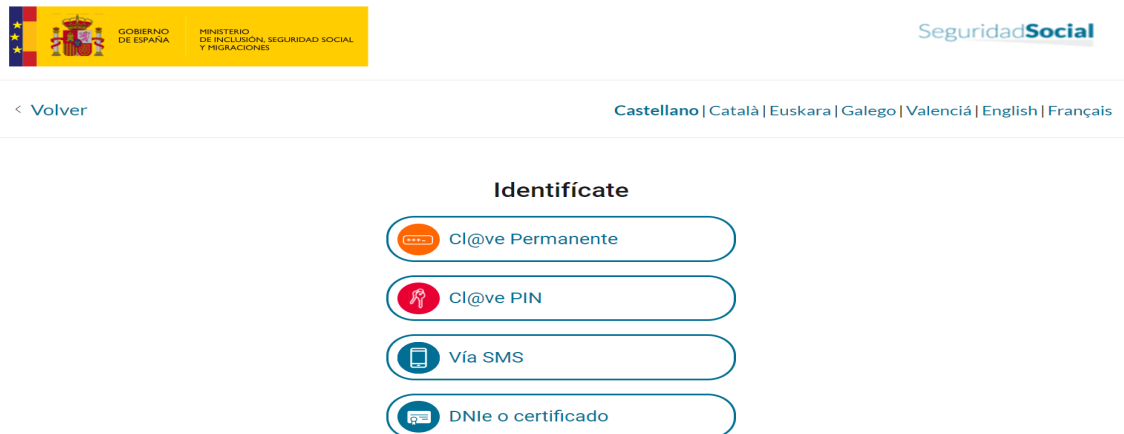 GOBIERNO
DE ESPAÑA
MINISTERIO
DE INCLUSIÓN, SEGURIDAD SOCIAL
Y MIGRACIONES
SeguridadSocial
< Volver
Castellano | Català | Euskara | Galego | Valenciá | English | Français
Identifícate
Cl@ve Permanente
Cl@ve PIN
Vía SMS
DNIe o certificado